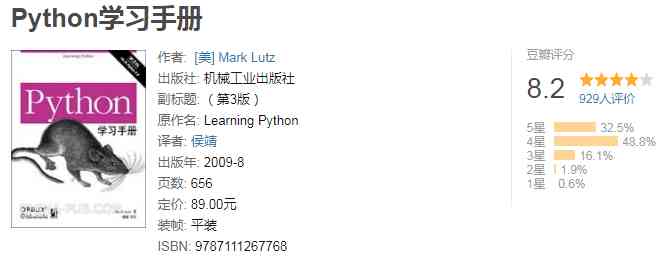 Python学习手册
Learning Python
Python
学习手册
O'REILLY
作者: [美] Mark Lutz
出版社: 机械工业出版社
副标题: （第3版）
原作名: Learning Python
译者: 侯靖
出版年: 2009-8
页数: 656
定价: 89.00元
装帧: 平装
ISBN: 9787111267768
豆瓣评分
8.2
929人评价
5星 32.5%
4星 48.8%
3星 16.1%
2星 1.9%
1星 0.6%